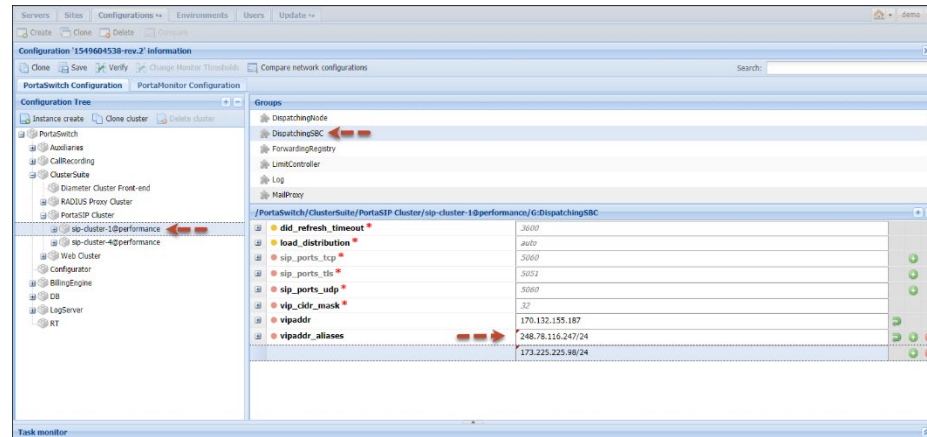 Servers Sites Configurations Environments Users Update demo
Create Clone Delete Compare
Configuration '1549604538-rev.2' information
Clone Save Verify Change Monitor Thresholds Compare network configurations Search:
PortaSwitch Configuration PortaMonitor Configuration
Configuration Tree
Instance create Clone cluster Delete cluster
PortaSwitch
Auxiliaries
CallRecording
ClusterSuite
Diameter Cluster Front-end
RADIUS Proxy Cluster
PortaSIP Cluster
sip-cluster-1@performance
sip-cluster-4@performance
Web Cluster
Configurator
BillingEngine
DB
LogServer
RT
Groups
DispatchingNode
DispatchingSBC
ForwardingRegistry
LimitController
Log
MailProxy
/PortaSwitch/ClusterSuite/PortaSIP Cluster/sip-cluster-1@performance/G:DispatchingSBC
did_refresh_timeout * 3600
load_distribution * auto
sip_ports_tcp * 5060
sip_ports_tls * 5051
sip_ports_udp * 5060
vip_cidr_mask * 32
vipaddr 170.132.155.187
vipaddr_aliases 248.78.116.247/24
173.225.225.98/24
Task monitor